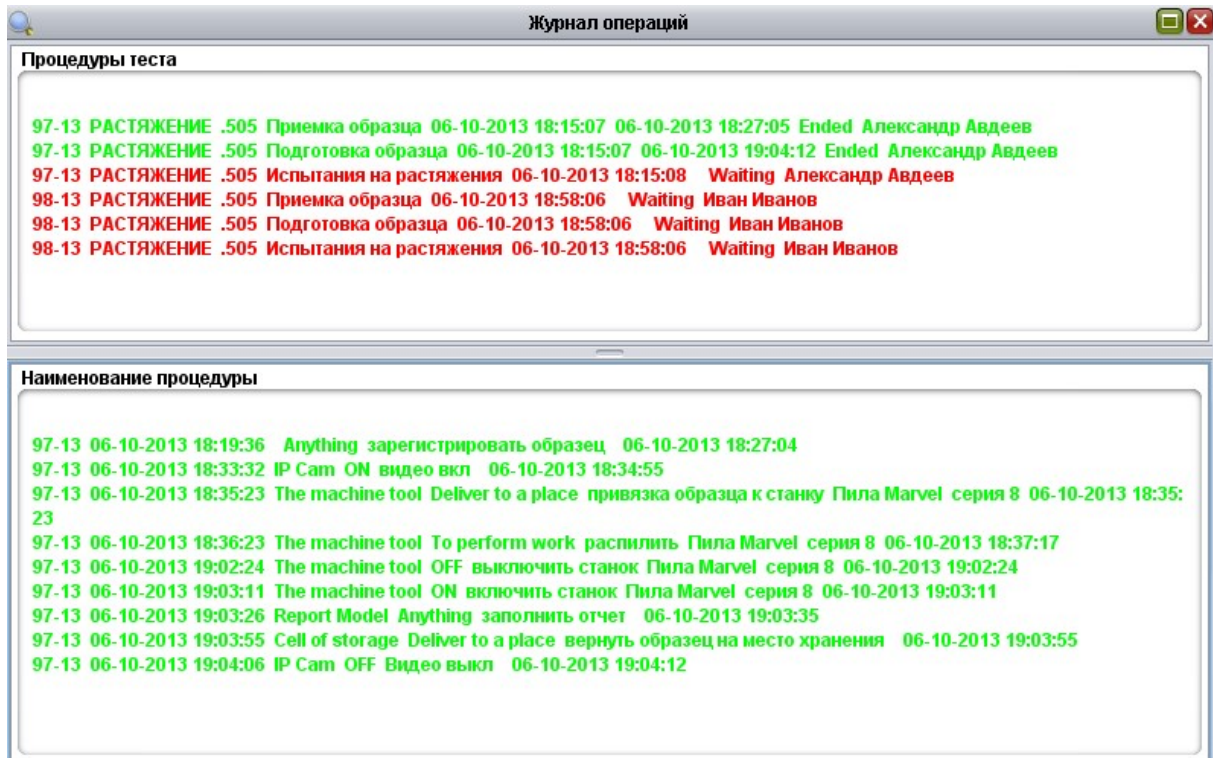 Журнал операций
Процедуры теста
97-13 РАСТЯЖЕНИЕ .505 Приемка образца 06-10-2013 18:15:07 06-10-2013 18:27:05 Ended Александр Авдеев
97-13 РАСТЯЖЕНИЕ .505 Подготовка образца 06-10-2013 18:15:07 06-10-2013 19:04:12 Ended Александр Авдеев
97-13 РАСТЯЖЕНИЕ .505 Испытания на растяжения 06-10-2013 18:15:08 Waiting Александр Авдеев
98-13 РАСТЯЖЕНИЕ .505 Приемка образца 06-10-2013 18:58:06 Waiting Иван Иванов
98-13 РАСТЯЖЕНИЕ .505 Подготовка образца 06-10-2013 18:58:06 Waiting Иван Иванов
98-13 РАСТЯЖЕНИЕ .505 Испытания на растяжения 06-10-2013 18:58:06 Waiting Иван Иванов
Наименование процедуры
97-13 06-10-2013 18:19:36 Anything зарегистрировать образец 06-10-2013 18:27:04
97-13 06-10-2013 18:33:32 IP Cam ON видео вкл 06-10-2013 18:34:55
97-13 06-10-2013 18:35:23 The machine tool Deliver to a place привязка образца к станку Пила Marvel серия 8 06-10-2013 18:35:
23
97-13 06-10-2013 18:36:23 The machine tool To perform work распилить Пила Marvel серия 8 06-10-2013 18:37:17
97-13 06-10-2013 19:02:24 The machine tool OFF выключить станок Пила Marvel серия 8 06-10-2013 19:02:24
97-13 06-10-2013 19:03:11 The machine tool ON включить станок Пила Marvel серия 8 06-10-2013 19:03:11
97-13 06-10-2013 19:03:26 Report Model Anything заполнить отчет 06-10-2013 19:03:35
97-13 06-10-2013 19:03:55 Cell of storage Deliver to a place вернуть образец на место хранения 06-10-2013 19:03:55
97-13 06-10-2013 19:04:06 IP Cam OFF Видео выкл 06-10-2013 19:04:12